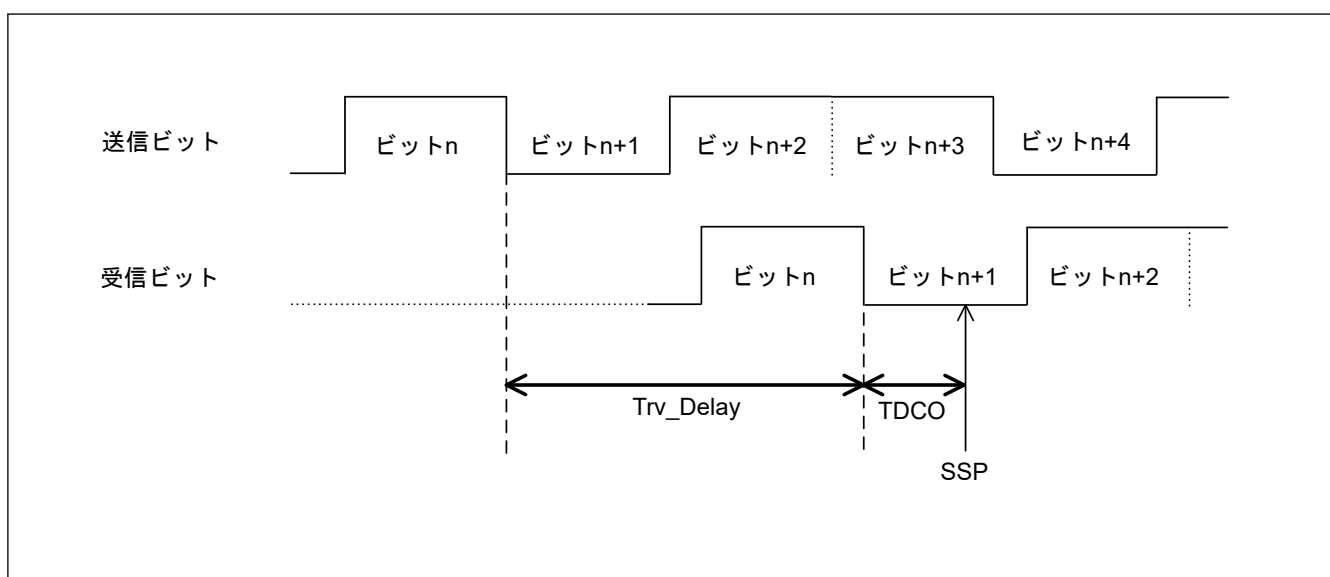 送信ビット
ビットn
ビットn+1
ビットn+2
ビットn+3
ビットn+4
受信ビット
ビットn
ビットn+1
ビットn+2
Trv_Delay
TDCO
SSP